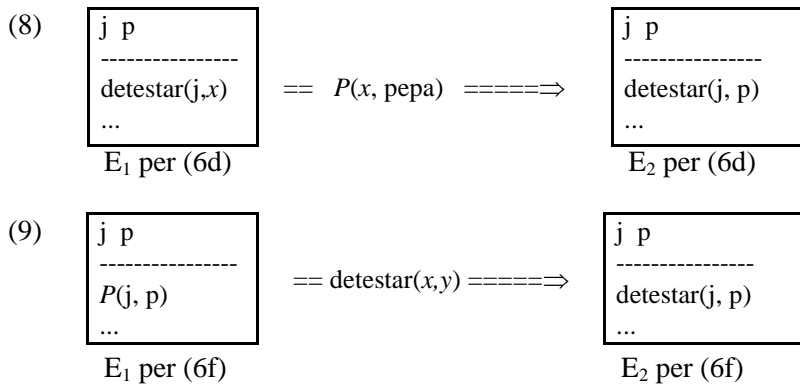 (8) j p j p
---------------- ----------------
detestar(j,x) == P(x, pepa) =====⇒ detestar(j, p)
... ...
E₁ per (6d) E₂ per (6d)
(9) j p j p
---------------- ----------------
P(j, p) == detestar(x,y) =====⇒ detestar(j, p)
... ...
E₁ per (6f) E₂ per (6f)